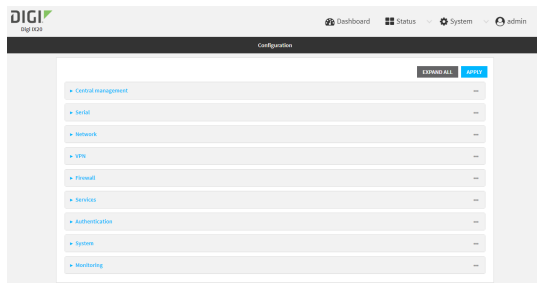 DIGI
Digi IX20
Dashboard
Status
System
admin
Configuration
EXPAND ALL
APPLY
Central management
Serial
Network
VPN
Firewall
Services
Authentication
System
Monitoring